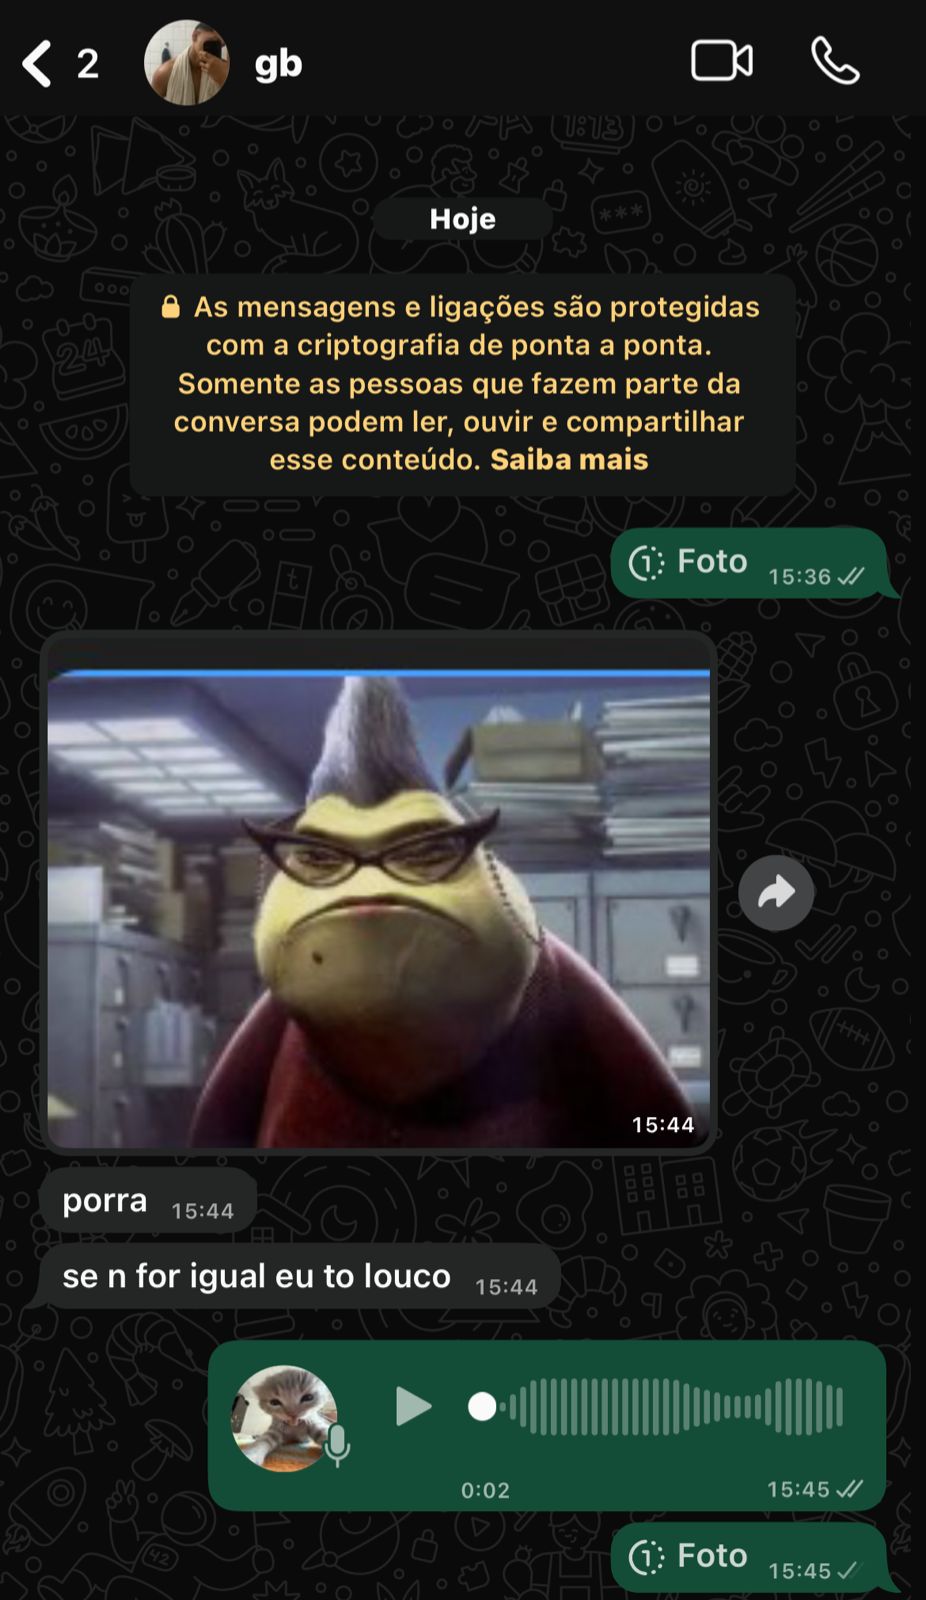 2
gb
Hoje
As mensagens e ligações são protegidas
com a criptografia de ponta a ponta.
Somente as pessoas que fazem parte da
conversa podem ler, ouvir e compartilhar
esse conteúdo. Saiba mais
1 Foto 15:36
15:44
porra 15:44
se n for igual eu to louco 15:44
0:02 15:45
1 Foto 15:45